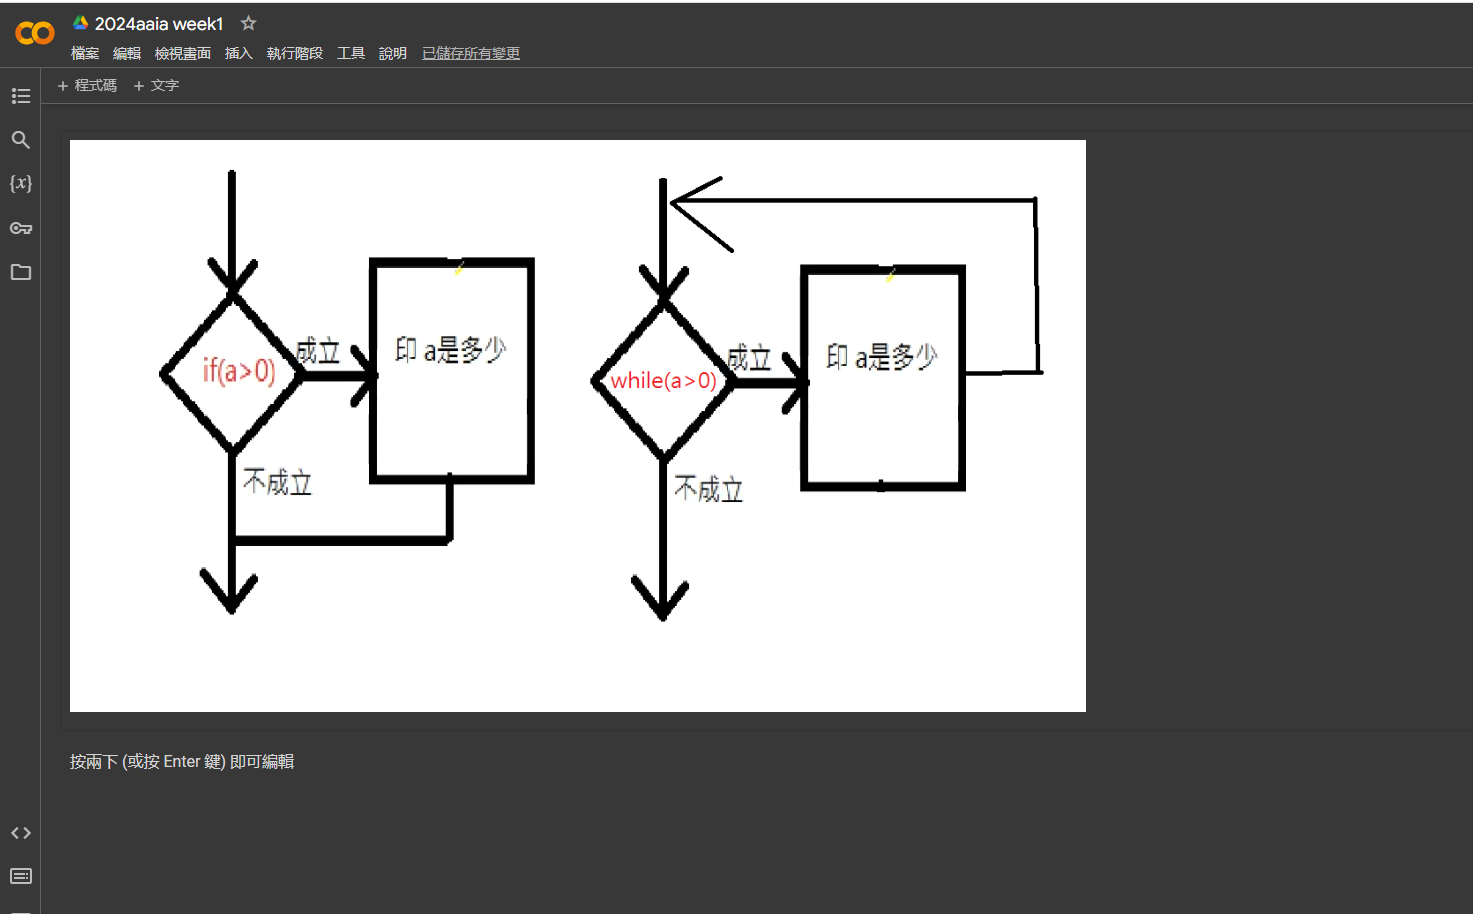 2024aaia week1
檔案 編輯 檢視畫面 插入 執行階段 工具 說明 已儲存所有變更
+ 程式碼 + 文字
{x}
if(a>0)
成立
印 a是多少
不成立
while(a>0)
成立
印 a是多少
不成立
按兩下 (或按 Enter 鍵) 即可編輯